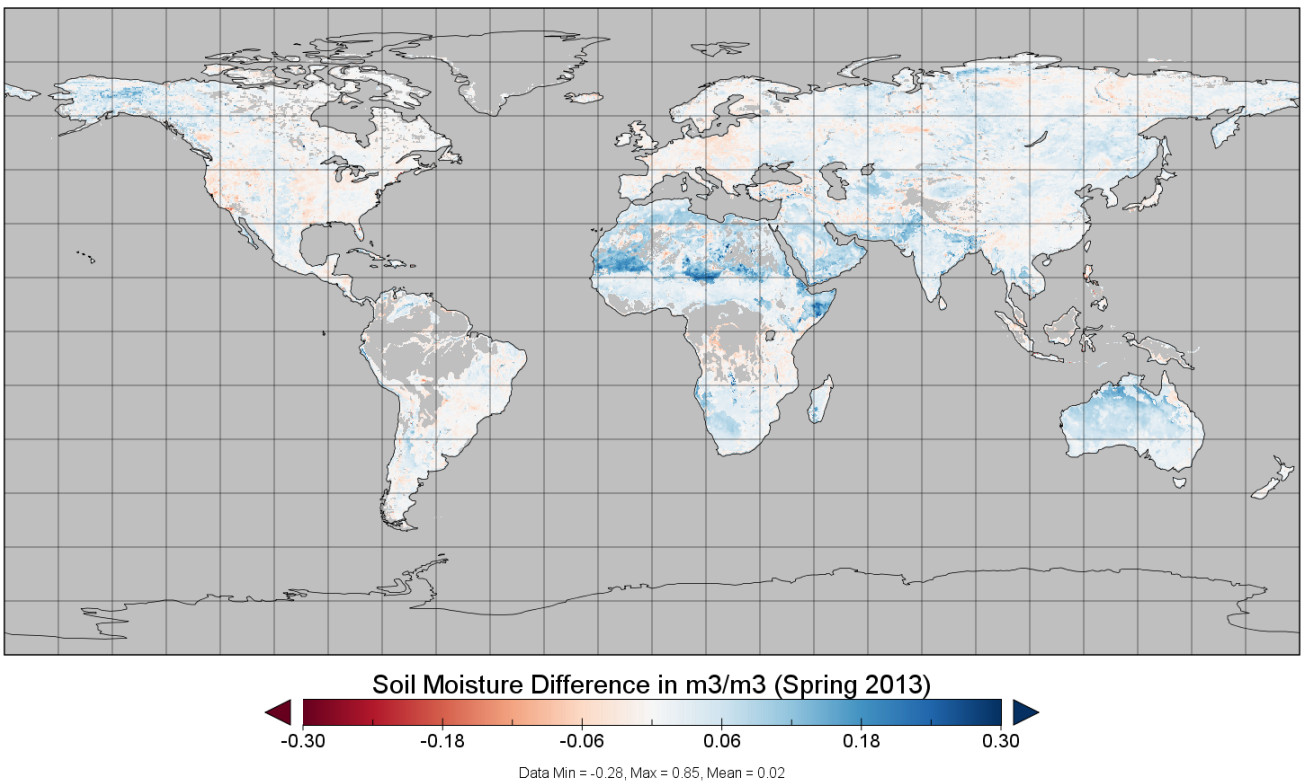 Soil Moisture Difference in m3/m3 (Spring 2013)
-0.30 -0.18 -0.06 0.06 0.18 0.30
Data Min = -0.28, Max = 0.85, Mean = 0.02